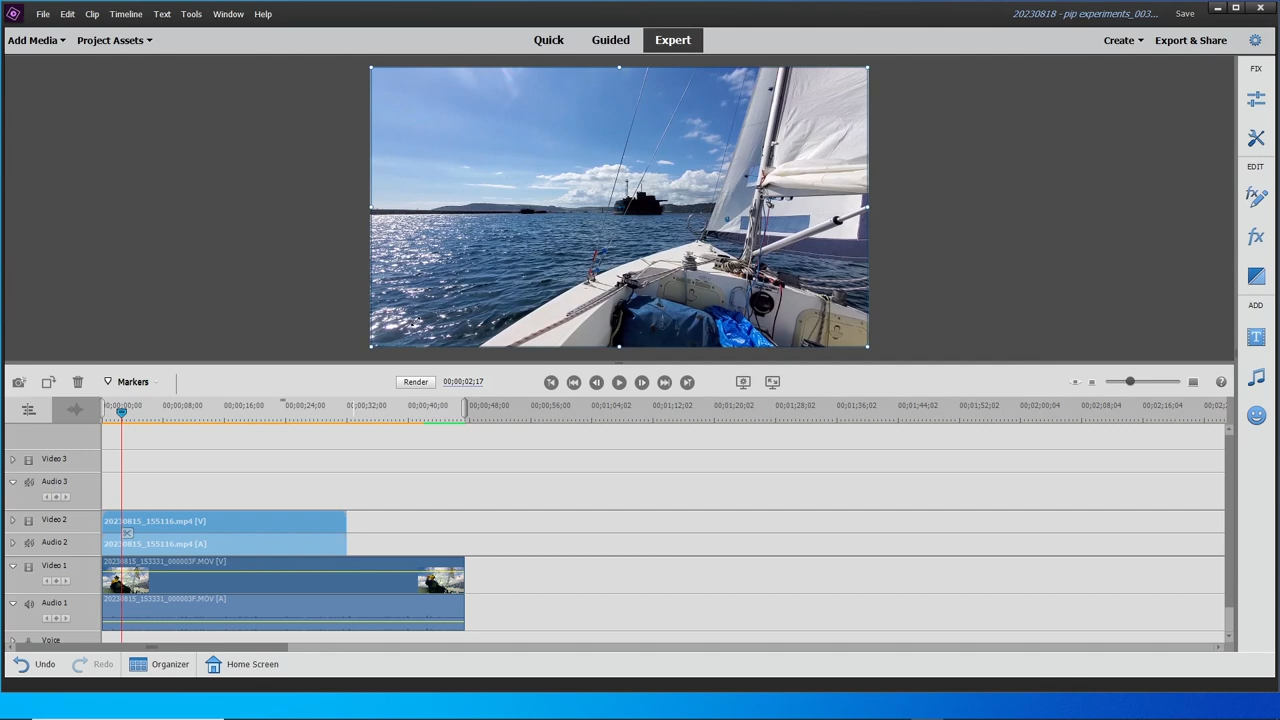 File Edit Clip Timeline Text Tools Window Help
20230818 - pip experiments_003... Save
Add Media Project Assets
Quick Guided Expert
Create Export & Share
FIX
EDIT
ADD
Markers
Render 00;00;02;17
00;00;00;00 00;00;08;00 00;00;16;00 00;00;24;00 00;00;32;00 00;00;40;00 00;00;48;00 00;00;56;00 00;01;04;02 00;01;12;02 00;01;20;02 00;01;28;02 00;01;36;02 00;01;44;02 00;01;52;02 00;02;00;04 00;02;08;04 00;02;16;04 00;02;
Video 3
Audio 3
Video 2
20230815_155116.mp4 [V]
Audio 2
20230815_155116.mp4 [A]
Video 1
20230815_153331_000003F.MOV [V]
Audio 1
20230815_153331_000003F.MOV [A]
Voice
Undo Redo Organizer Home Screen